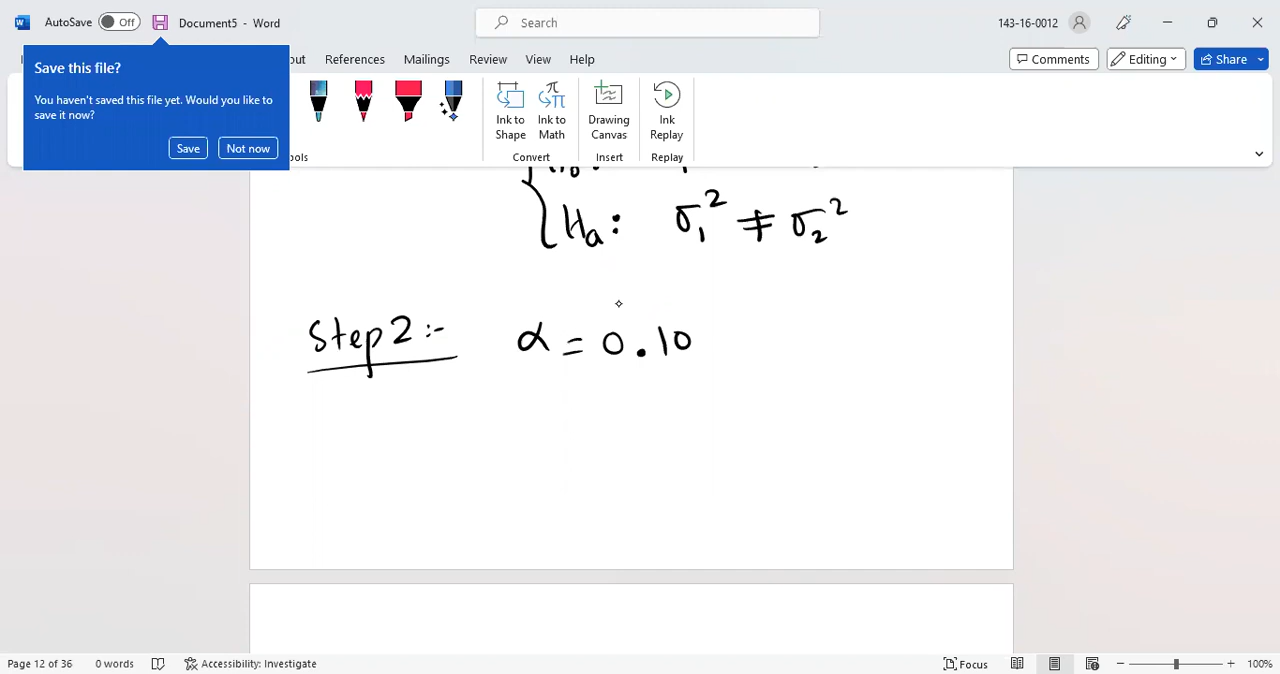 AutoSave Off Document5 - Word Search 143-16-0012
References Mailings Review View Help Comments Editing Share
Save this file?
You haven't saved this file yet. Would you like to
save it now?
Save Not now
Ink to Shape Ink to Math Drawing Canvas Ink Replay
Convert Insert Replay
Hₐ: σ₁² ≠ σ₂²
Step 2 :- α = 0.10
Page 12 of 36 0 words Accessibility: Investigate Focus 100%